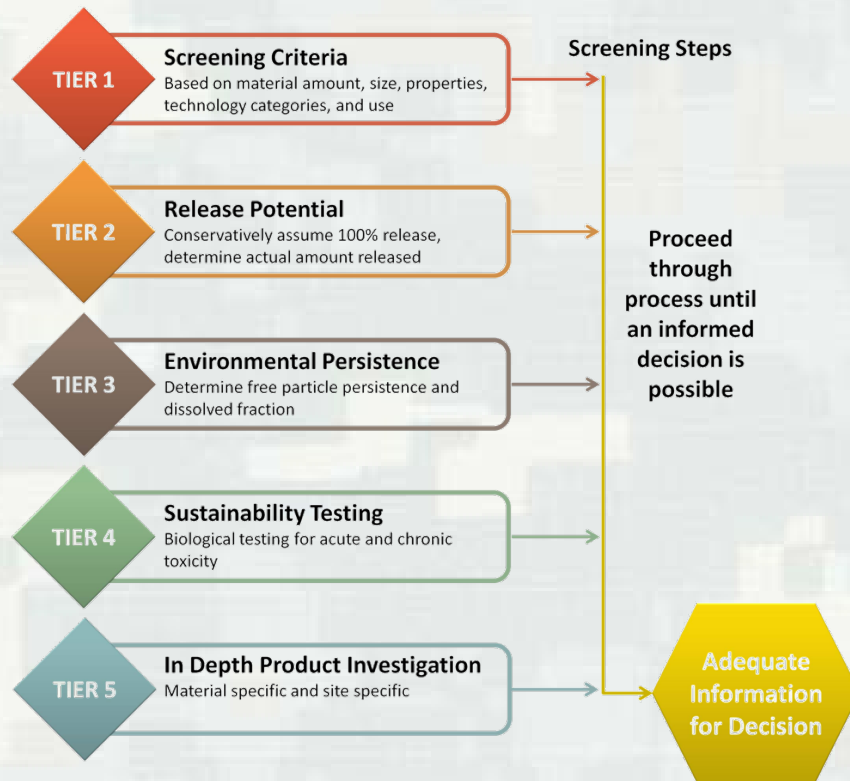 TIER 1
Screening Criteria
Based on material amount, size, properties,
technology categories, and use
Screening Steps
TIER 2
Release Potential
Conservatively assume 100% release,
determine actual amount released
Proceed
through
process until
an informed
decision is
possible
TIER 3
Environmental Persistence
Determine free particle persistence and
dissolved fraction
TIER 4
Sustainability Testing
Biological testing for acute and chronic
toxicity
TIER 5
In Depth Product Investigation
Material specific and site specific
Adequate
Information
for Decision